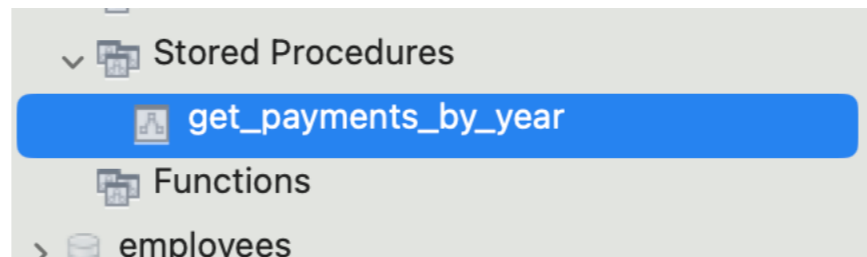 Stored Procedures
get_payments_by_year
Functions
employees